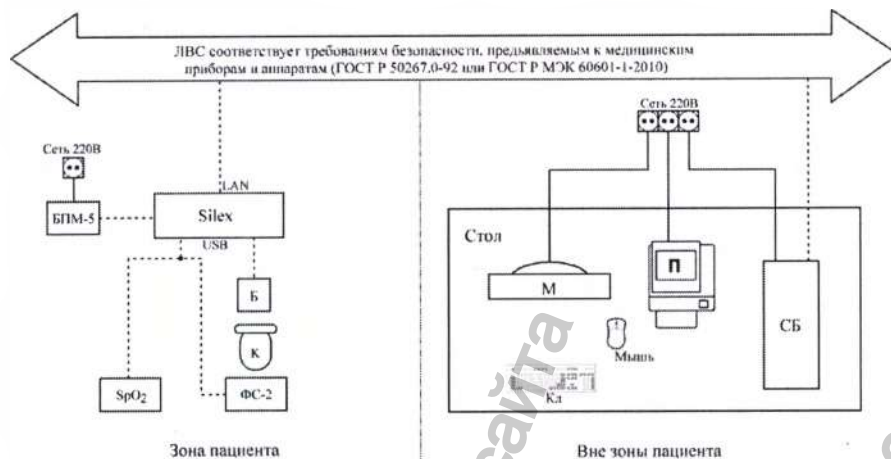 ЛВС соответствует требованиям безопасности, предъявляемым к медицинским
приборам и аппаратам (ГОСТ Р 50267.0-92 или ГОСТ Р МЭК 60601-1-2010)
Сеть 220В
Сеть 220В
LAN
БПМ-5
Silex
USB
Стол
П
М
Б
СБ
К
Мышь
SpO2
ФС-2
Кл
Зона пациента
Вне зоны пациента
сайта